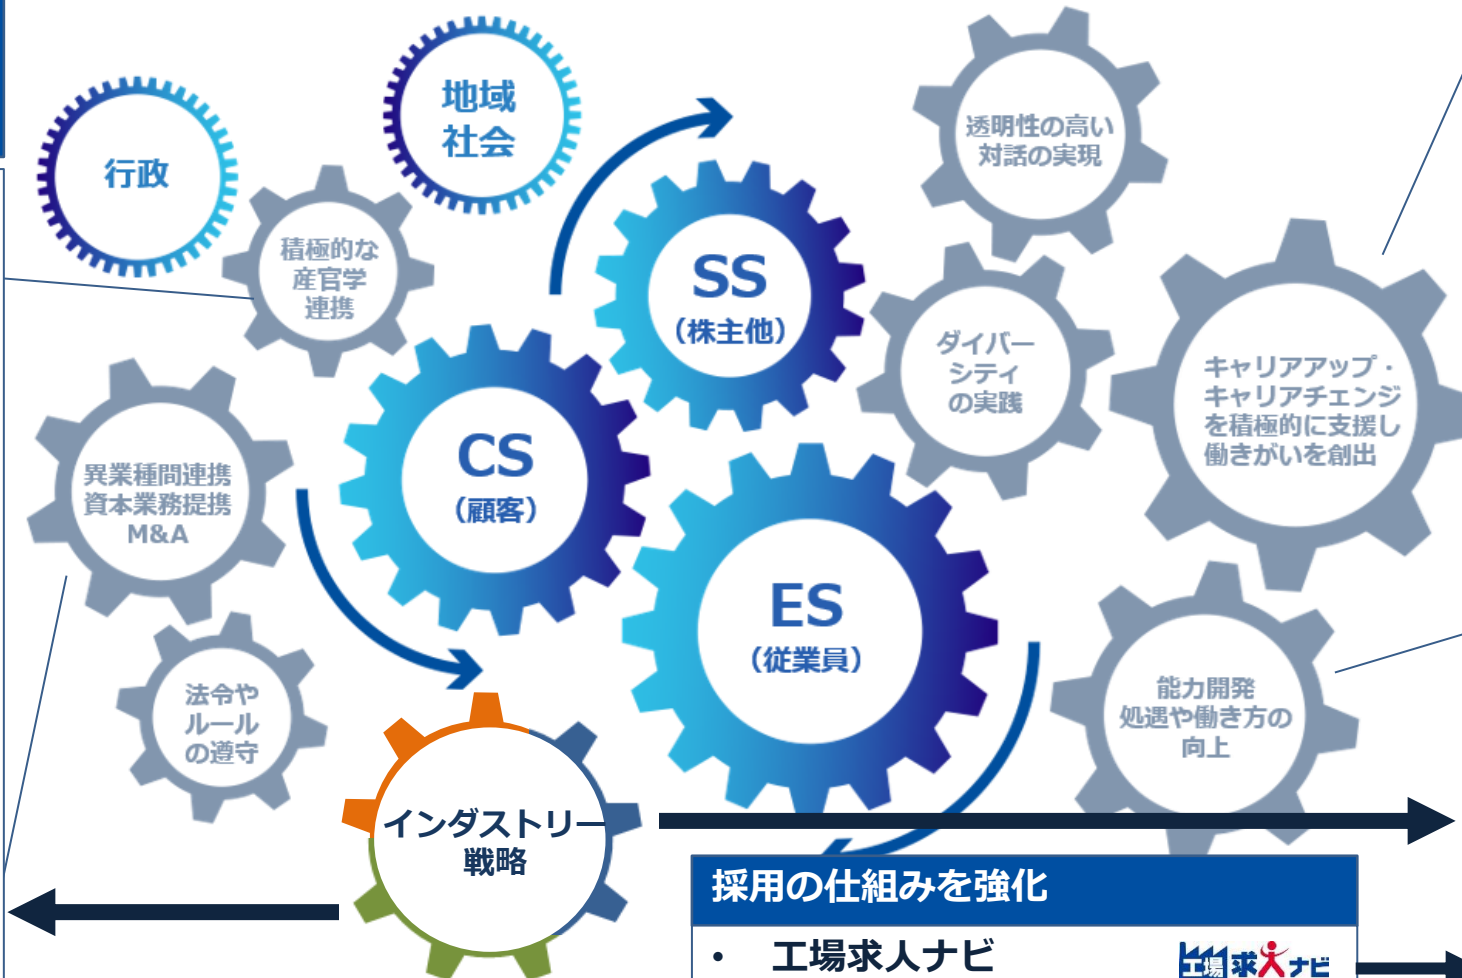 行政
地域
社会
積極的な
産官学
連携
SS
（株主他）
透明性の高い
対話の実現
ダイバー
シティ
の実践
キャリアアップ・
キャリアチェンジ
を積極的に支援し
働きがいを創出
CS
（顧客）
異業種間連携
資本業務提携
M&A
ES
（従業員）
法令や
ルール
の遵守
能力開発
処遇や働き方の
向上
インダストリー
戦略
採用の仕組みを強化
• 工場求人ナビ
工場求人ナビ